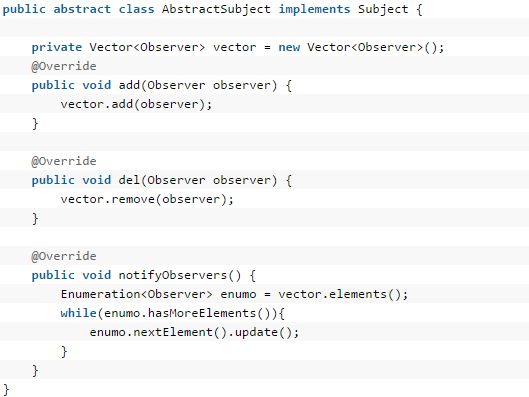 public abstract class AbstractSubject implements Subject {
    private Vector<Observer> vector = new Vector<Observer>();
    @Override
    public void add(Observer observer) {
        vector.add(observer);
    }
    @Override
    public void del(Observer observer) {
        vector.remove(observer);
    }
    @Override
    public void notifyObservers() {
        Enumeration<Observer> enumo = vector.elements();
        while(enumo.hasMoreElements()){
            enumo.nextElement().update();
        }
    }
}